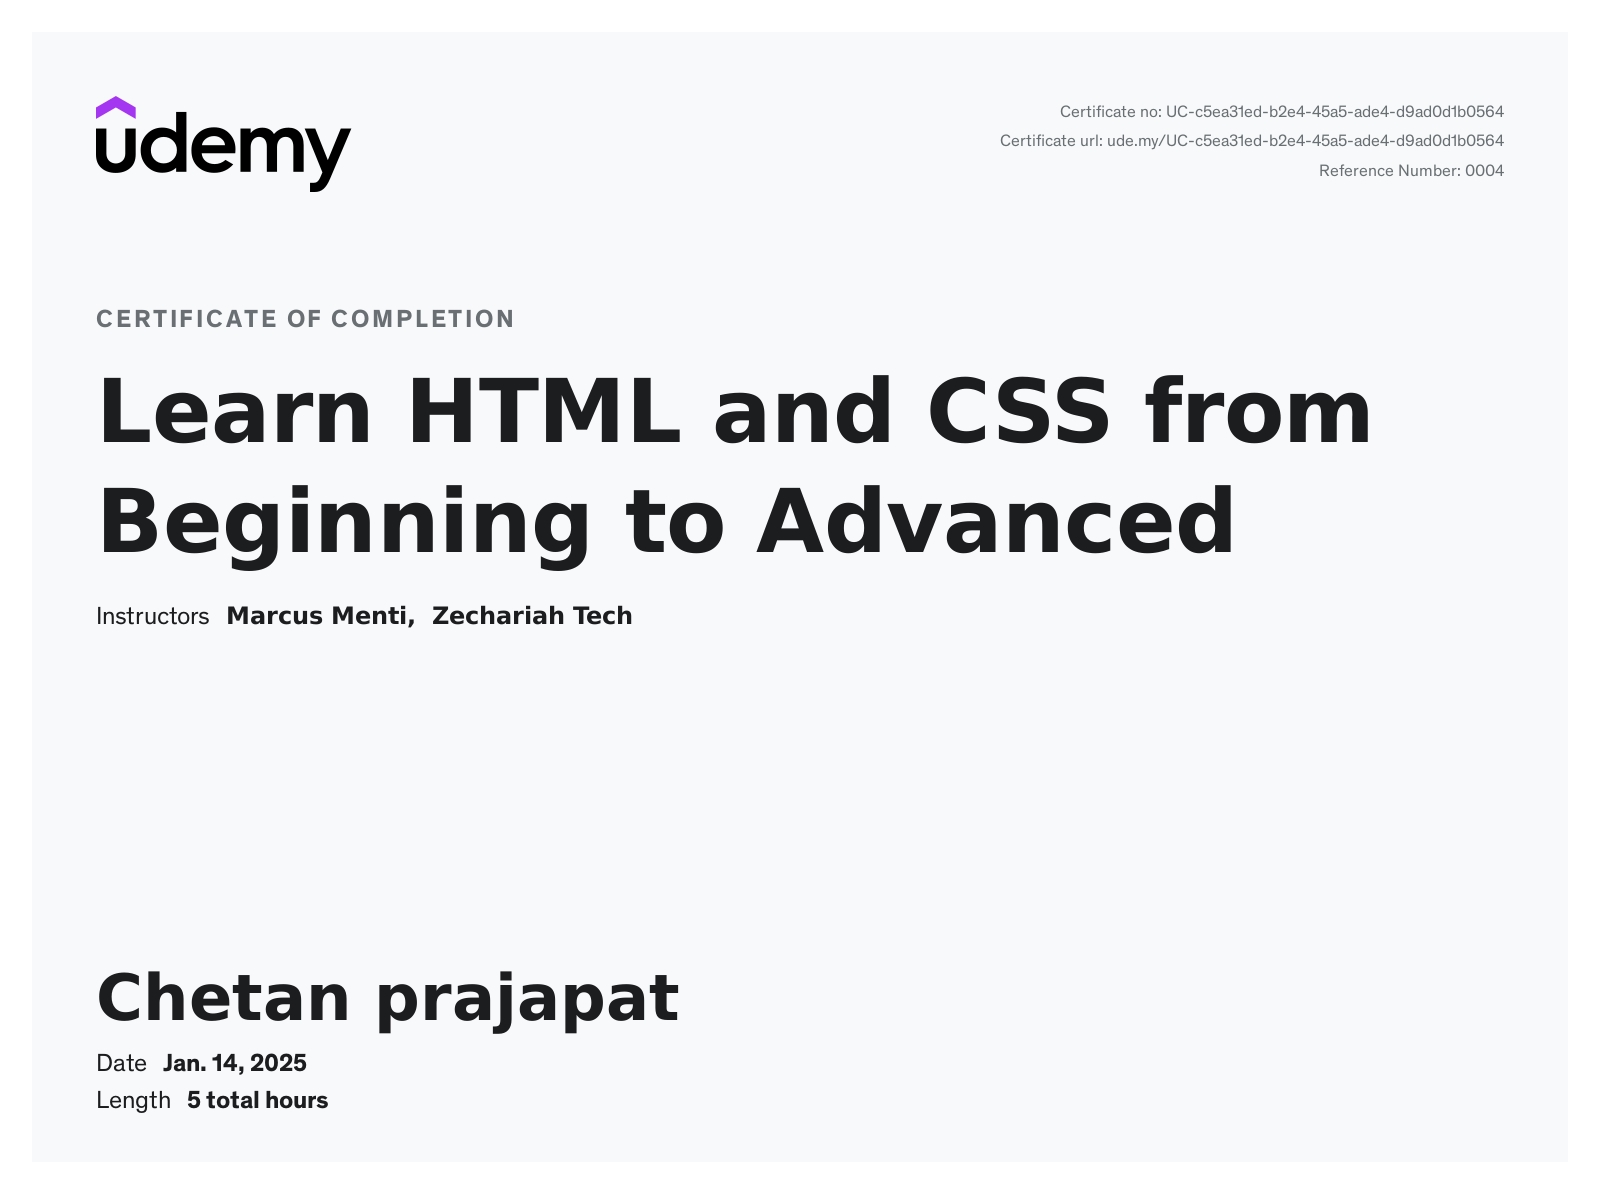 udemy
Certificate no: UC-c5ea31ed-b2e4-45a5-ade4-d9ad0d1b0564
Certificate url: ude.my/UC-c5ea31ed-b2e4-45a5-ade4-d9ad0d1b0564
Reference Number: 0004
CERTIFICATE OF COMPLETION
Learn HTML and CSS from
Beginning to Advanced
Instructors Marcus Menti, Zechariah Tech
Chetan prajapat
Date Jan. 14, 2025
Length 5 total hours